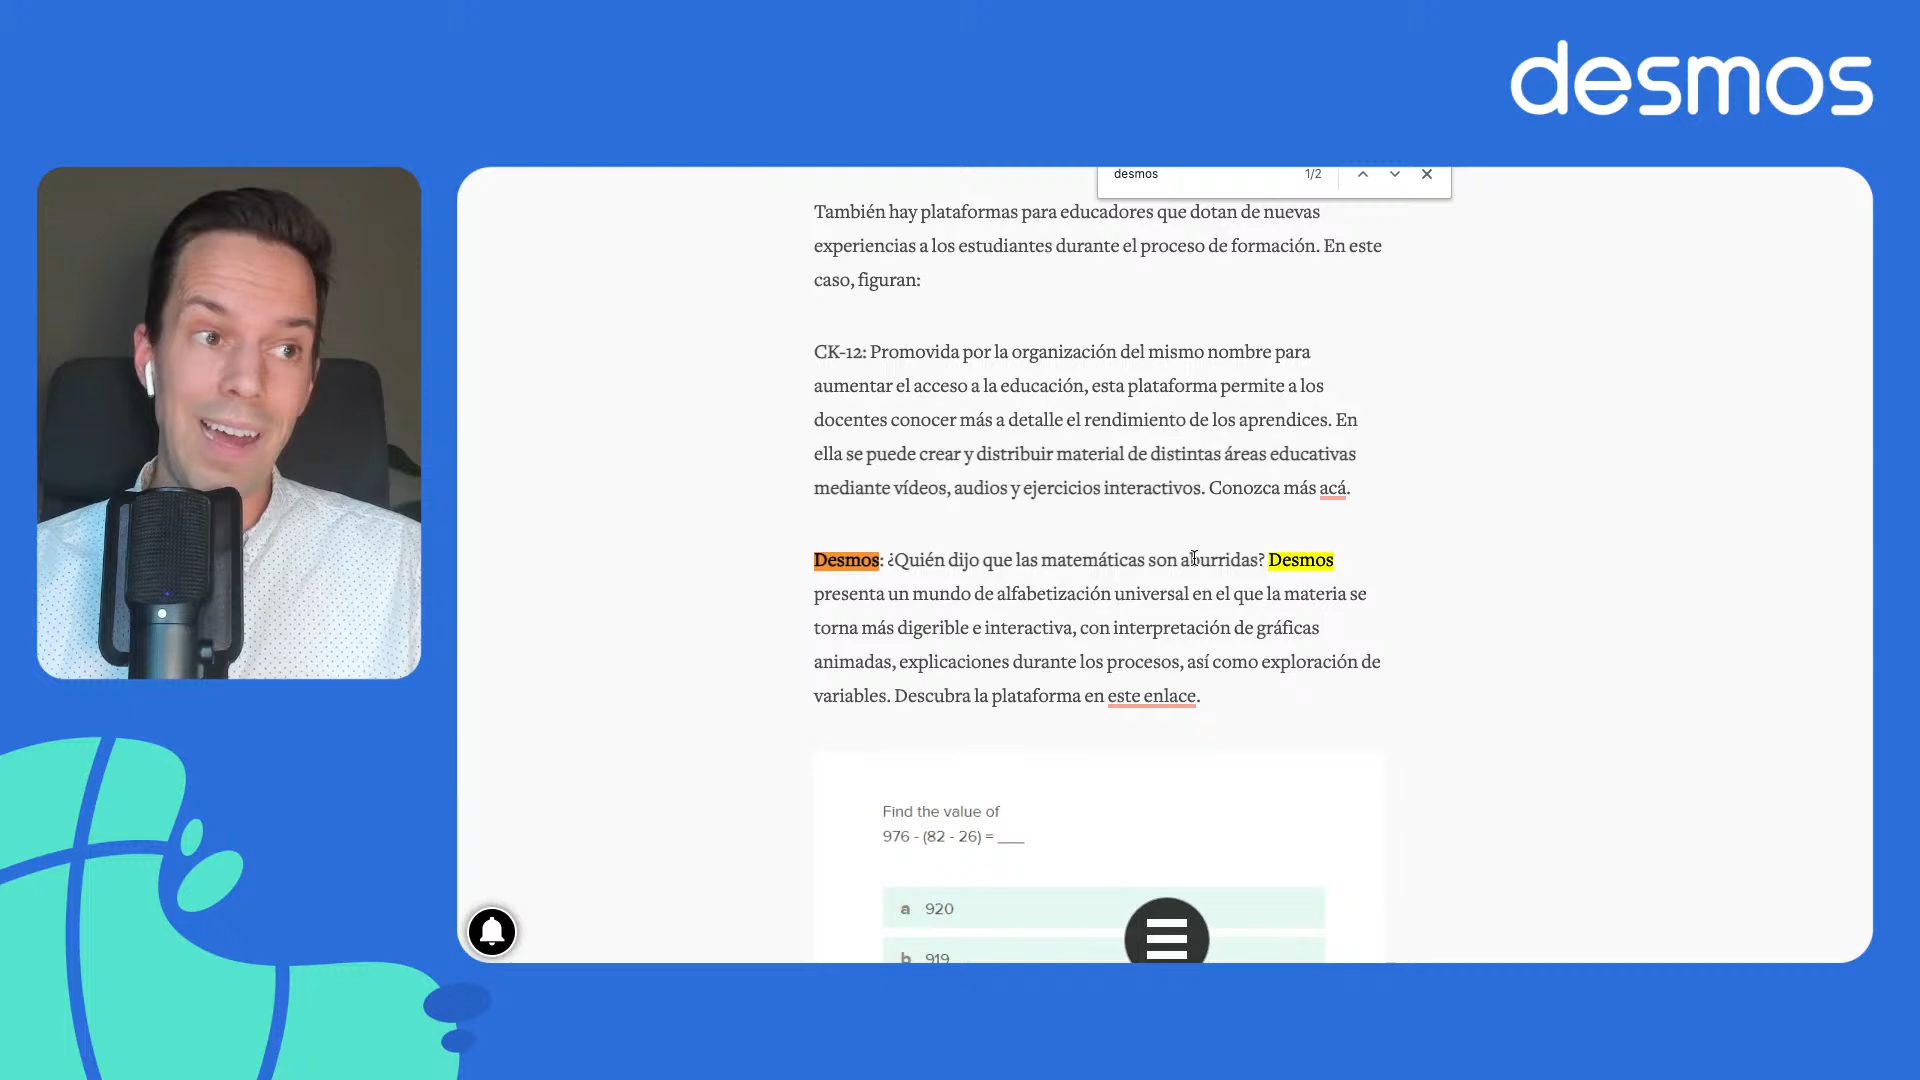 desmos
desmos 1/2
También hay plataformas para educadores que dotan de nuevas
experiencias a los estudiantes durante el proceso de formación. En este
caso, figuran:
CK-12: Promovida por la organización del mismo nombre para
aumentar el acceso a la educación, esta plataforma permite a los
docentes conocer más a detalle el rendimiento de los aprendices. En
ella se puede crear y distribuir material de distintas áreas educativas
mediante vídeos, audios y ejercicios interactivos. Conozca más acá.
Desmos: ¿Quién dijo que las matemáticas son aburridas? Desmos
presenta un mundo de alfabetización universal en el que la materia se
torna más digerible e interactiva, con interpretación de gráficas
animadas, explicaciones durante los procesos, así como exploración de
variables. Descubra la plataforma en este enlace.
Find the value of
976 - (82 - 26) = ___
a 920
b 919